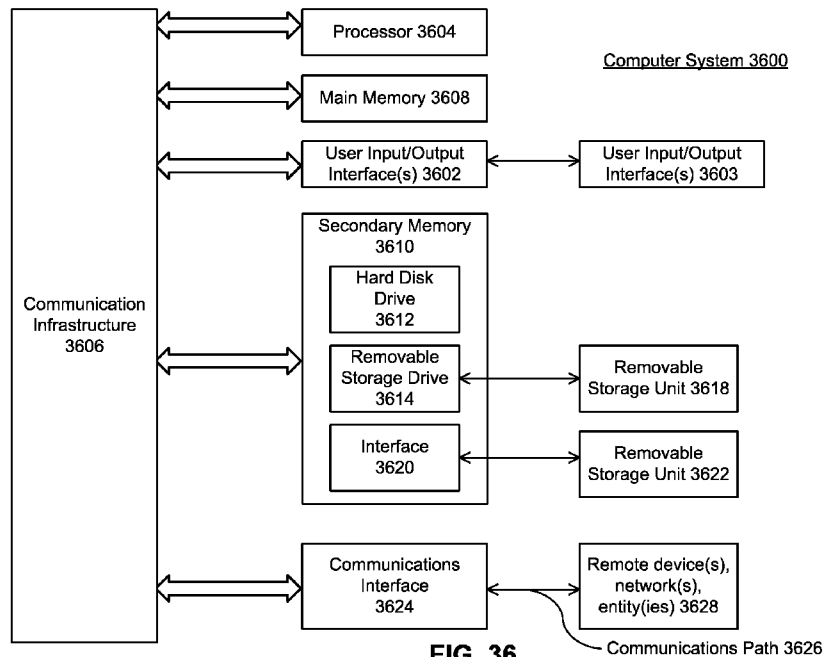 Processor 3604
Computer System 3600
Main Memory 3608
User Input/Output
Interface(s) 3602
User Input/Output
Interface(s) 3603
Secondary Memory
3610
Hard Disk
Drive
3612
Communication
Infrastructure
3606
Removable
Storage Drive
3614
Removable
Storage Unit 3618
Interface
3620
Removable
Storage Unit 3622
Communications
Interface
3624
Remote device(s),
network(s),
entity(ies) 3628
FIG. 36
Communications Path 3626